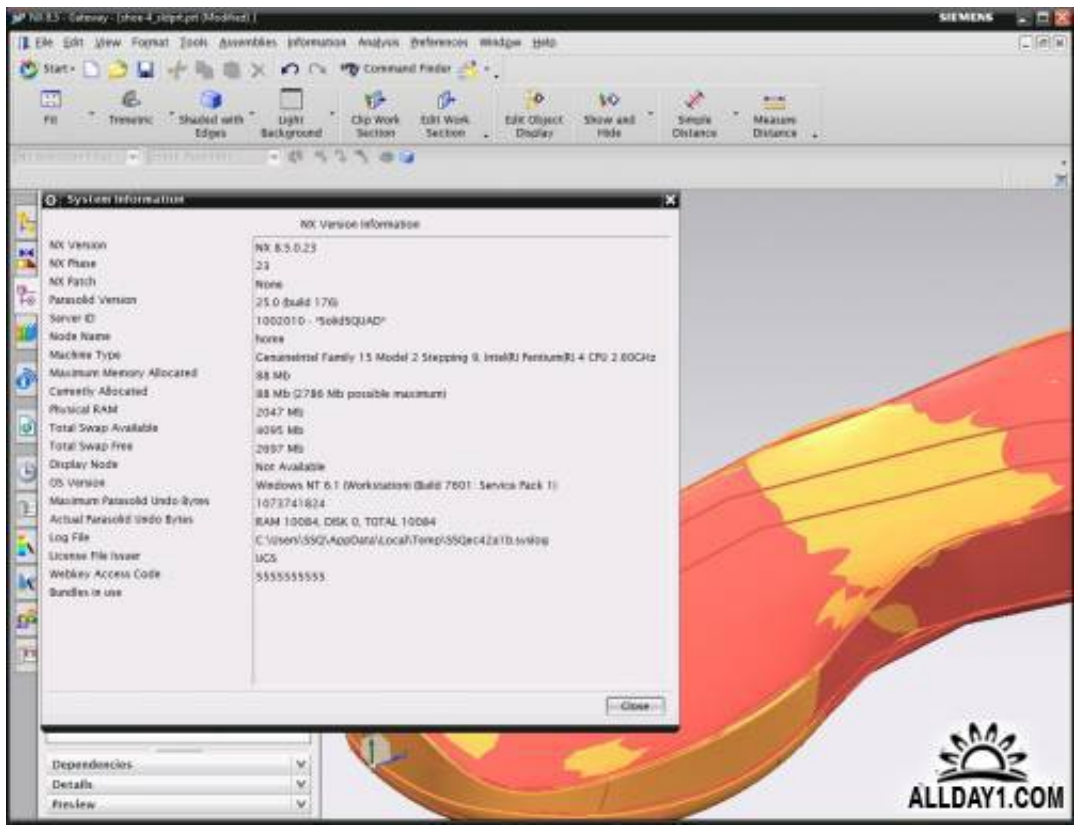 NX 8.5 - Gateway - [shoe-4_sldprt.prt (Modified) ]
SIEMENS
File Edit View Format Tools Assemblies Information Analysis Preferences Window Help
Start Command Finder
Fit Trimetric Shaded with Edges Light Background Clip Work Section Edit Work Section Edit Object Display Show and Hide Simple Distance Measure Distance
System Information
NX Version Information
NX Version NX 8.5.0.23
NX Phase 23
NX Patch None
Parasolid Version 25.0 (build 176)
Server ID 1002010 - *SolidSQUAD*
Node Name home
Machine Type GenuineIntel Family 15 Model 2 Stepping 9, Intel(R) Pentium(R) 4 CPU 2.80GHz
Maximum Memory Allocated 88 Mb
Currently Allocated 88 Mb (2786 Mb possible maximum)
Physical RAM 2047 Mb
Total Swap Available 4095 Mb
Total Swap Free 2897 Mb
Display Node Not Available
OS Version Windows NT 6.1 (Workstation) (Build 7601: Service Pack 1)
Maximum Parasolid Undo Bytes 1073741824
Actual Parasolid Undo Bytes RAM 10084, DISK 0, TOTAL 10084
Log File C:\Users\SSQ\AppData\Local\Temp\SSQec42a1b.syslog
License File Issuer UGS
Webkey Access Code 5555555555
Bundles in use
Close
Dependencies
Details
Preview
ALLDAY1.COM